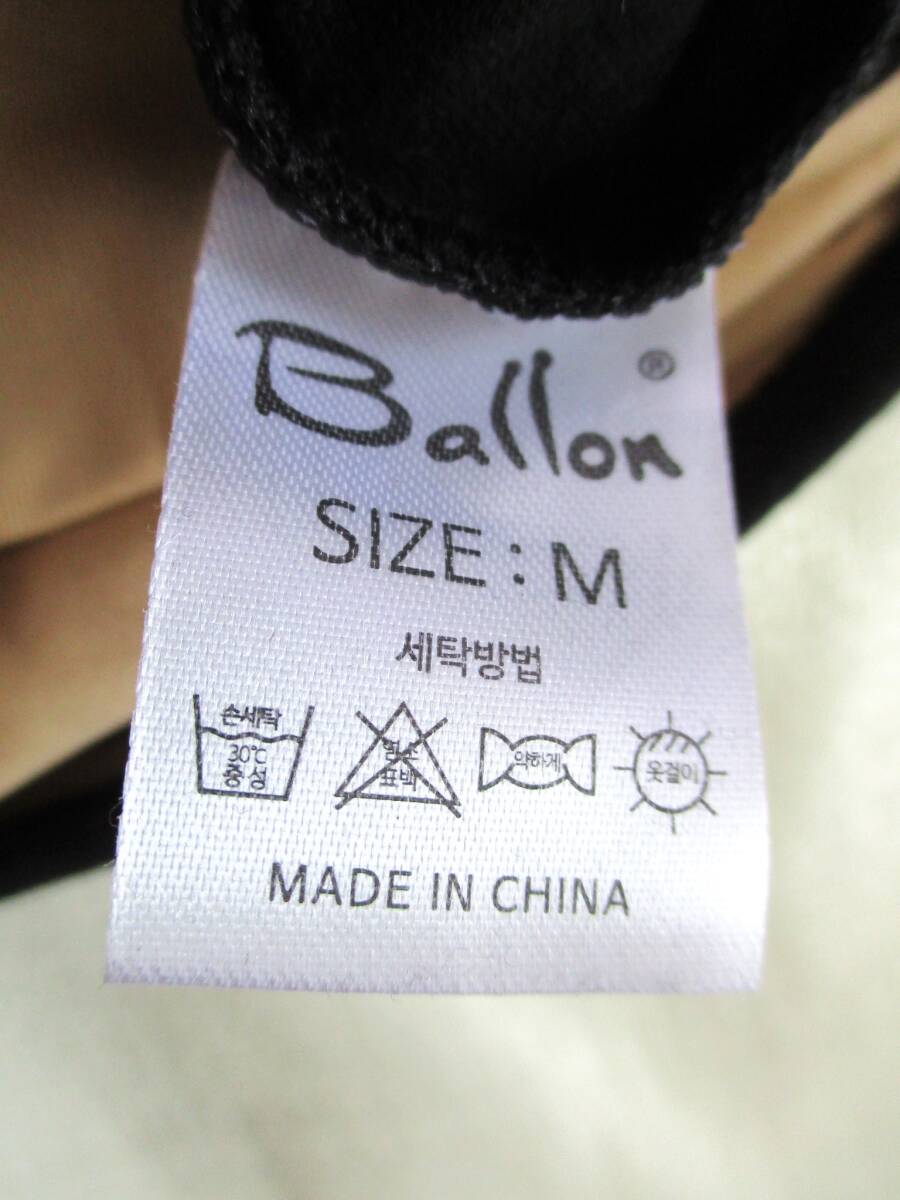 Ballon ®
SIZE : M
세탁방법
손세탁
30℃
중성
염소
표백
약하게
옷걸이
MADE IN CHINA